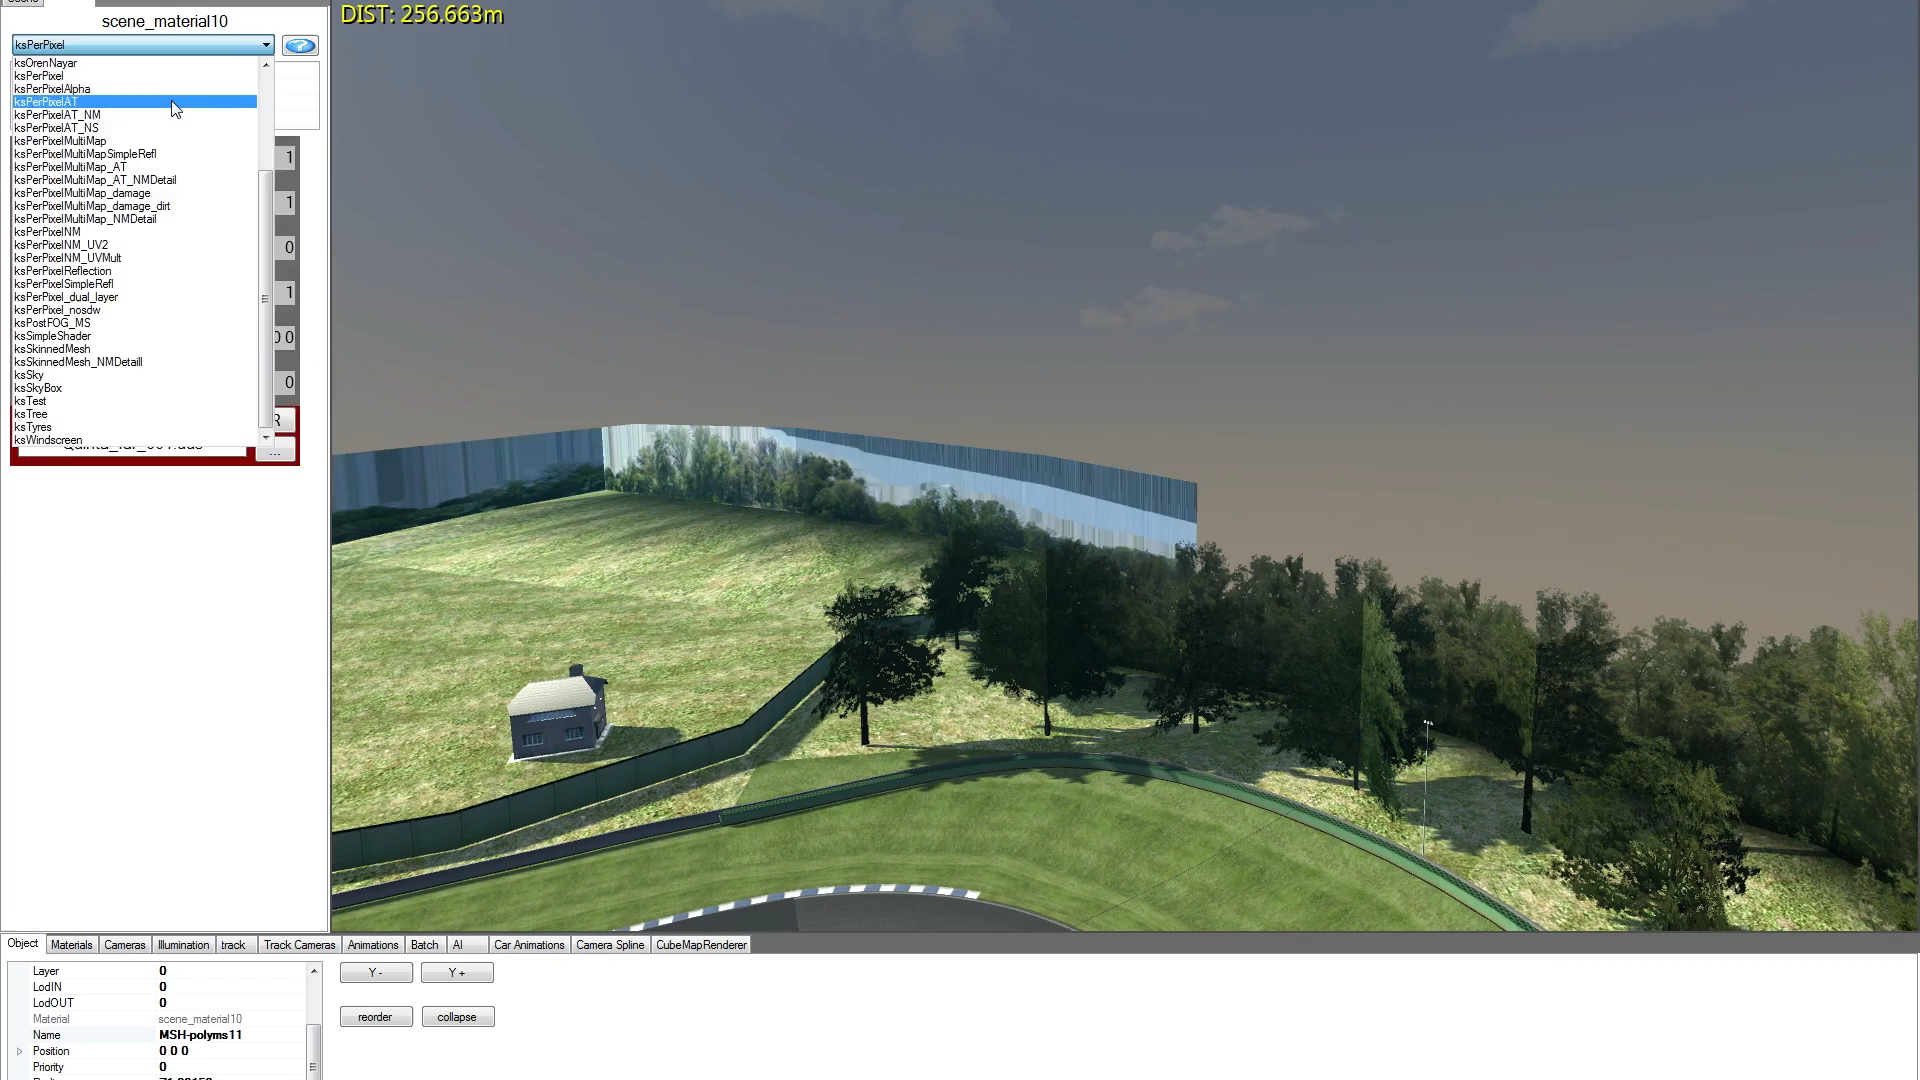 Scene
DIST: 256.663m
scene_material10
ksPerPixel
ksOrenNayar
ksPerPixel
ksPerPixelAlpha
ksPerPixelAT
ksPerPixelAT_NM
ksPerPixelAT_NS
ksPerPixelMultiMap
1
ksPerPixelMultiMapSimpleRefl
ksPerPixelMultiMap_AT
ksPerPixelMultiMap_AT_NMDetail
ksPerPixelMultiMap_damage
1
ksPerPixelMultiMap_damage_dirt
ksPerPixelMultiMap_NMDetail
ksPerPixelNM
ksPerPixelNM_UV2
0
ksPerPixelNM_UVMult
ksPerPixelReflection
ksPerPixelSimpleRefl
1
ksPerPixel_dual_layer
ksPerPixel_nosdw
ksPostFOG_MS
ksSimpleShader
0 0
ksSkinnedMesh
ksSkinnedMesh_NMDetaill
ksSky
0
ksSkyBox
ksTest
ksTree
R
ksTyres
ksWindscreen
...
Object Materials Cameras Illumination track Track Cameras Animations Batch AI Car Animations Camera Spline CubeMapRenderer
Layer 0
LodIN 0
LodOUT 0
Material scene_material10
Name MSH-polyms11
Position 0 0 0
Priority 0
Y - Y +
reorder collapse